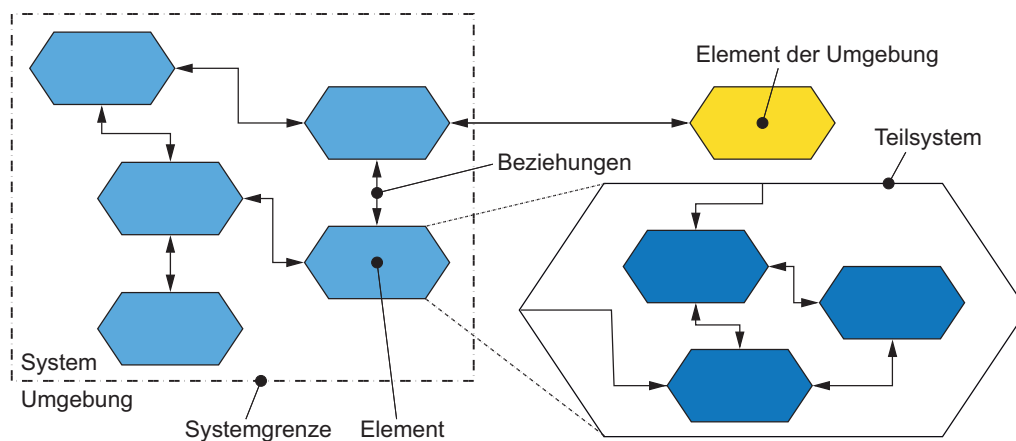 Element der Umgebung
Teilsystem
Beziehungen
System
Umgebung
Systemgrenze
Element